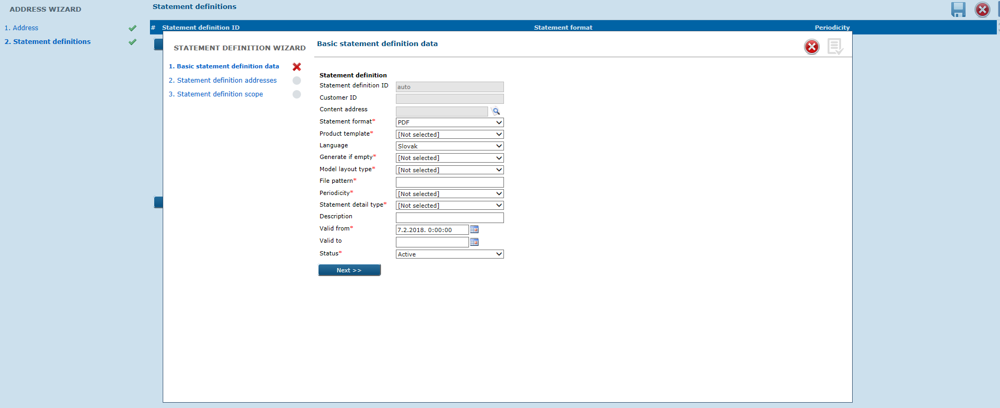 ADDRESS WIZARD
1. Address
2. Statement definitions
Statement definitions
# Statement definition ID Statement format Periodicity
STATEMENT DEFINITION WIZARD
1. Basic statement definition data
2. Statement definition addresses
3. Statement definition scope
Basic statement definition data
Statement definition
Statement definition ID auto
Customer ID
Content address
Statement format* PDF
Product template* [Not selected]
Language Slovak
Generate if empty* [Not selected]
Model layout type* [Not selected]
File pattern*
Periodicity* [Not selected]
Statement detail type* [Not selected]
Description
Valid from* 7.2.2018. 0:00:00
Valid to
Status* Active
Next >>